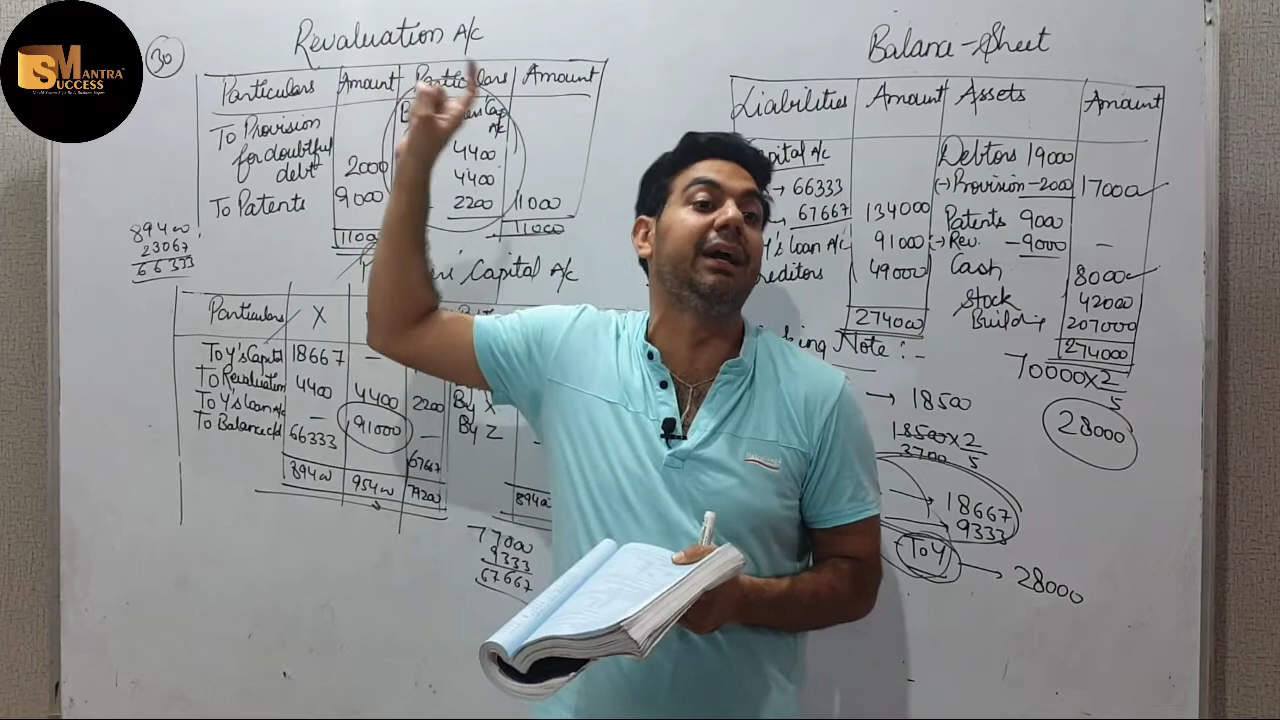 SMANTRA
SUCCESS
30
Revaluation A/c
Particulars Amount Particulars Amount
To Provision
for doubtful
debt 2000
To Patents 9000
Cap
A/c
4400
4400
2200 11000
11000 11000
89400
23067
66333
Capital A/c
Particulars X
To Y's Capital 18667 —
To Revaluation 4400 4400 2200 By X
To Y's loan A/c — 91000 — By Z
To Balance c/d 66333 67667
89400 95400 79200 89400
77000
9333
67667
Balance-Sheet
Liabilities Amount Assets Amount
Capital A/c
→ 66333
→ 67667 134000
Y's loan A/c 91000
Creditors 49000
274000
Debtors 19000
(-) Provision -2000 17000
Patents 9000
(-) Rev. -9000 —
Cash 8000
Stock 42000
Building 207000
274000
Working Note :-
70000 × 2/5
28000
→ 18500
18500 × 2/5
3700
→ 18667
9333
To Y → 28000